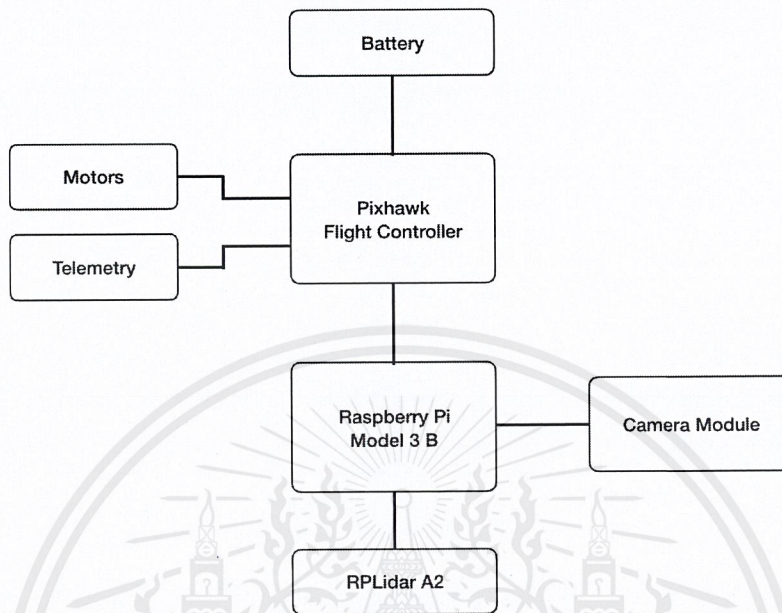 Battery
Motors
Pixhawk
Flight Controller
Telemetry
Raspberry Pi
Model 3 B
Camera Module
RPLidar A2